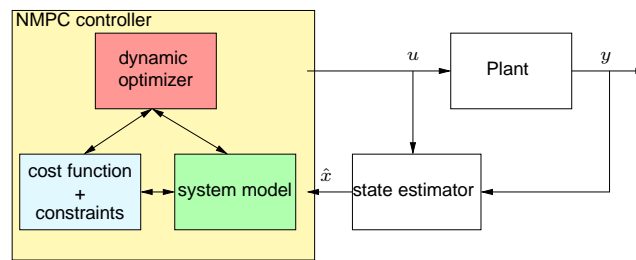 NMPC controller
dynamic
optimizer
u
Plant
y
cost function
+
constraints
system model
x̂
state estimator